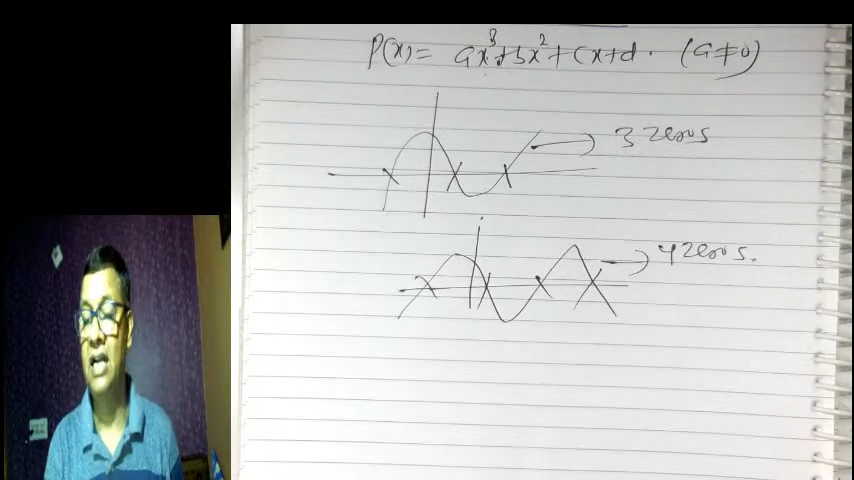 P(x) = ax³+bx²+cx+d. (a≠0)
3 zeros
4 zeros.